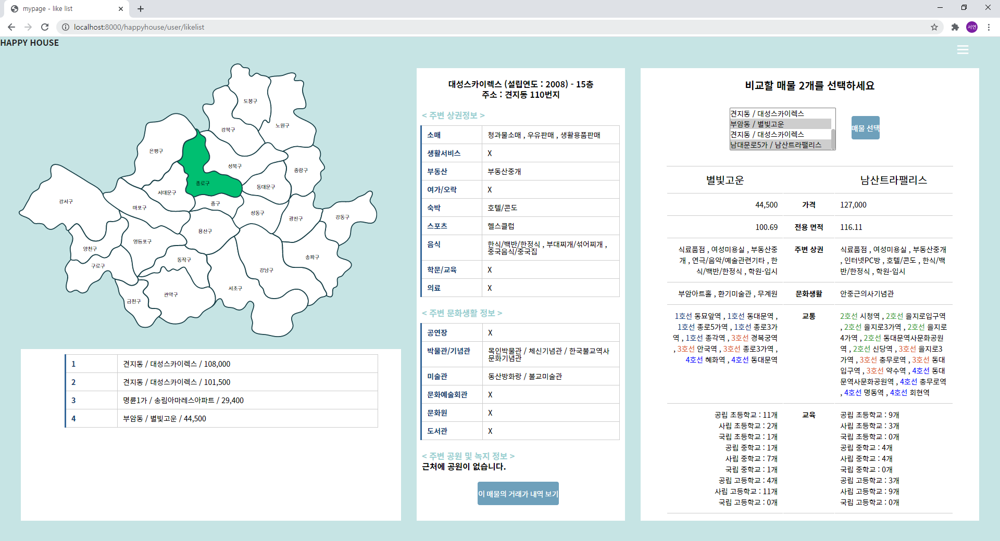 mypage - like list
localhost:8000/happyhouse/user/likelist
서연
HAPPY HOUSE
도봉구
노원구
강북구
은평구
성북구
중랑구
종로구
동대문구
서대문구
강서구
마포구
중구
성동구
광진구
강동구
용산구
영등포구
양천구
동작구
송파구
구로구
강남구
서초구
관악구
금천구
1 견지동 / 대성스카이렉스 / 108,000
2 견지동 / 대성스카이렉스 / 101,500
3 명륜1가 / 송림아마레스아파트 / 29,400
4 부암동 / 별빛고운 / 44,500
대성스카이렉스 (설립연도 : 2008) - 15층
주소 : 견지동 110번지
< 주변 상권정보 >
소매 청과물소매 , 우유판매 , 생활용품판매
생활서비스 X
부동산 부동산중개
여가/오락 X
숙박 호텔/콘도
스포츠 헬스클럽
음식 한식/백반/한정식 , 부대찌개/섞어찌개 ,
중국음식/중국집
학문/교육 X
의료 X
< 주변 문화생활 정보 >
공연장 X
박물관/기념관 목인박물관 / 체신기념관 / 한국불교역사
문화기념관
미술관 동산방화랑 / 불교미술관
문화예술회관 X
문화원 X
도서관 X
< 주변 공원 및 녹지 정보 >
근처에 공원이 없습니다.
이 매물의 거래가 내역 보기
비교할 매물 2개를 선택하세요
견지동 / 대성스카이렉스
부암동 / 별빛고운
견지동 / 대성스카이렉스
남대문로5가 / 남산트라팰리스
매물 선택
별빛고운 남산트라팰리스
44,500 가격 127,000
100.69 전용 면적 116.11
식료품점 , 여성미용실 , 부동산중 주변 상권 식료품점 , 여성미용실 , 부동산중개
개 , 연극/음악/예술관련기타 , 한 , 인터넷PC방 , 호텔/콘도 , 한식/백
식/백반/한정식 , 학원-입시 반/한정식 , 학원-입시
부암아트홀 , 환기미술관 , 무계원 문화생활 안중근의사기념관
1호선 동묘앞역 , 1호선 동대문역 , 교통 2호선 시청역 , 2호선 을지로입구역
1호선 종로5가역 , 1호선 종로3가 , 2호선 을지로3가역 , 2호선 을지로
역 , 1호선 종각역 , 3호선 경복궁역 4가역 , 2호선 동대문역사문화공원
, 3호선 안국역 , 3호선 종로3가역 , 역 , 2호선 신당역 , 3호선 을지로3
4호선 혜화역 , 4호선 동대문역 가역 , 3호선 충무로역 , 3호선 동대
입구역 , 3호선 약수역 , 4호선 동대
문역사문화공원역 , 4호선 충무로역
, 4호선 명동역 , 4호선 회현역
공립 초등학교 : 11개 교육 공립 초등학교 : 9개
사립 초등학교 : 2개 사립 초등학교 : 3개
국립 초등학교 : 1개 국립 초등학교 : 0개
공립 중학교 : 1개 공립 중학교 : 4개
사립 중학교 : 7개 사립 중학교 : 4개
국립 중학교 : 1개 국립 중학교 : 0개
공립 고등학교 : 4개 공립 고등학교 : 3개
사립 고등학교 : 11개 사립 고등학교 : 9개
국립 고등학교 : 0개 국립 고등학교 : 0개